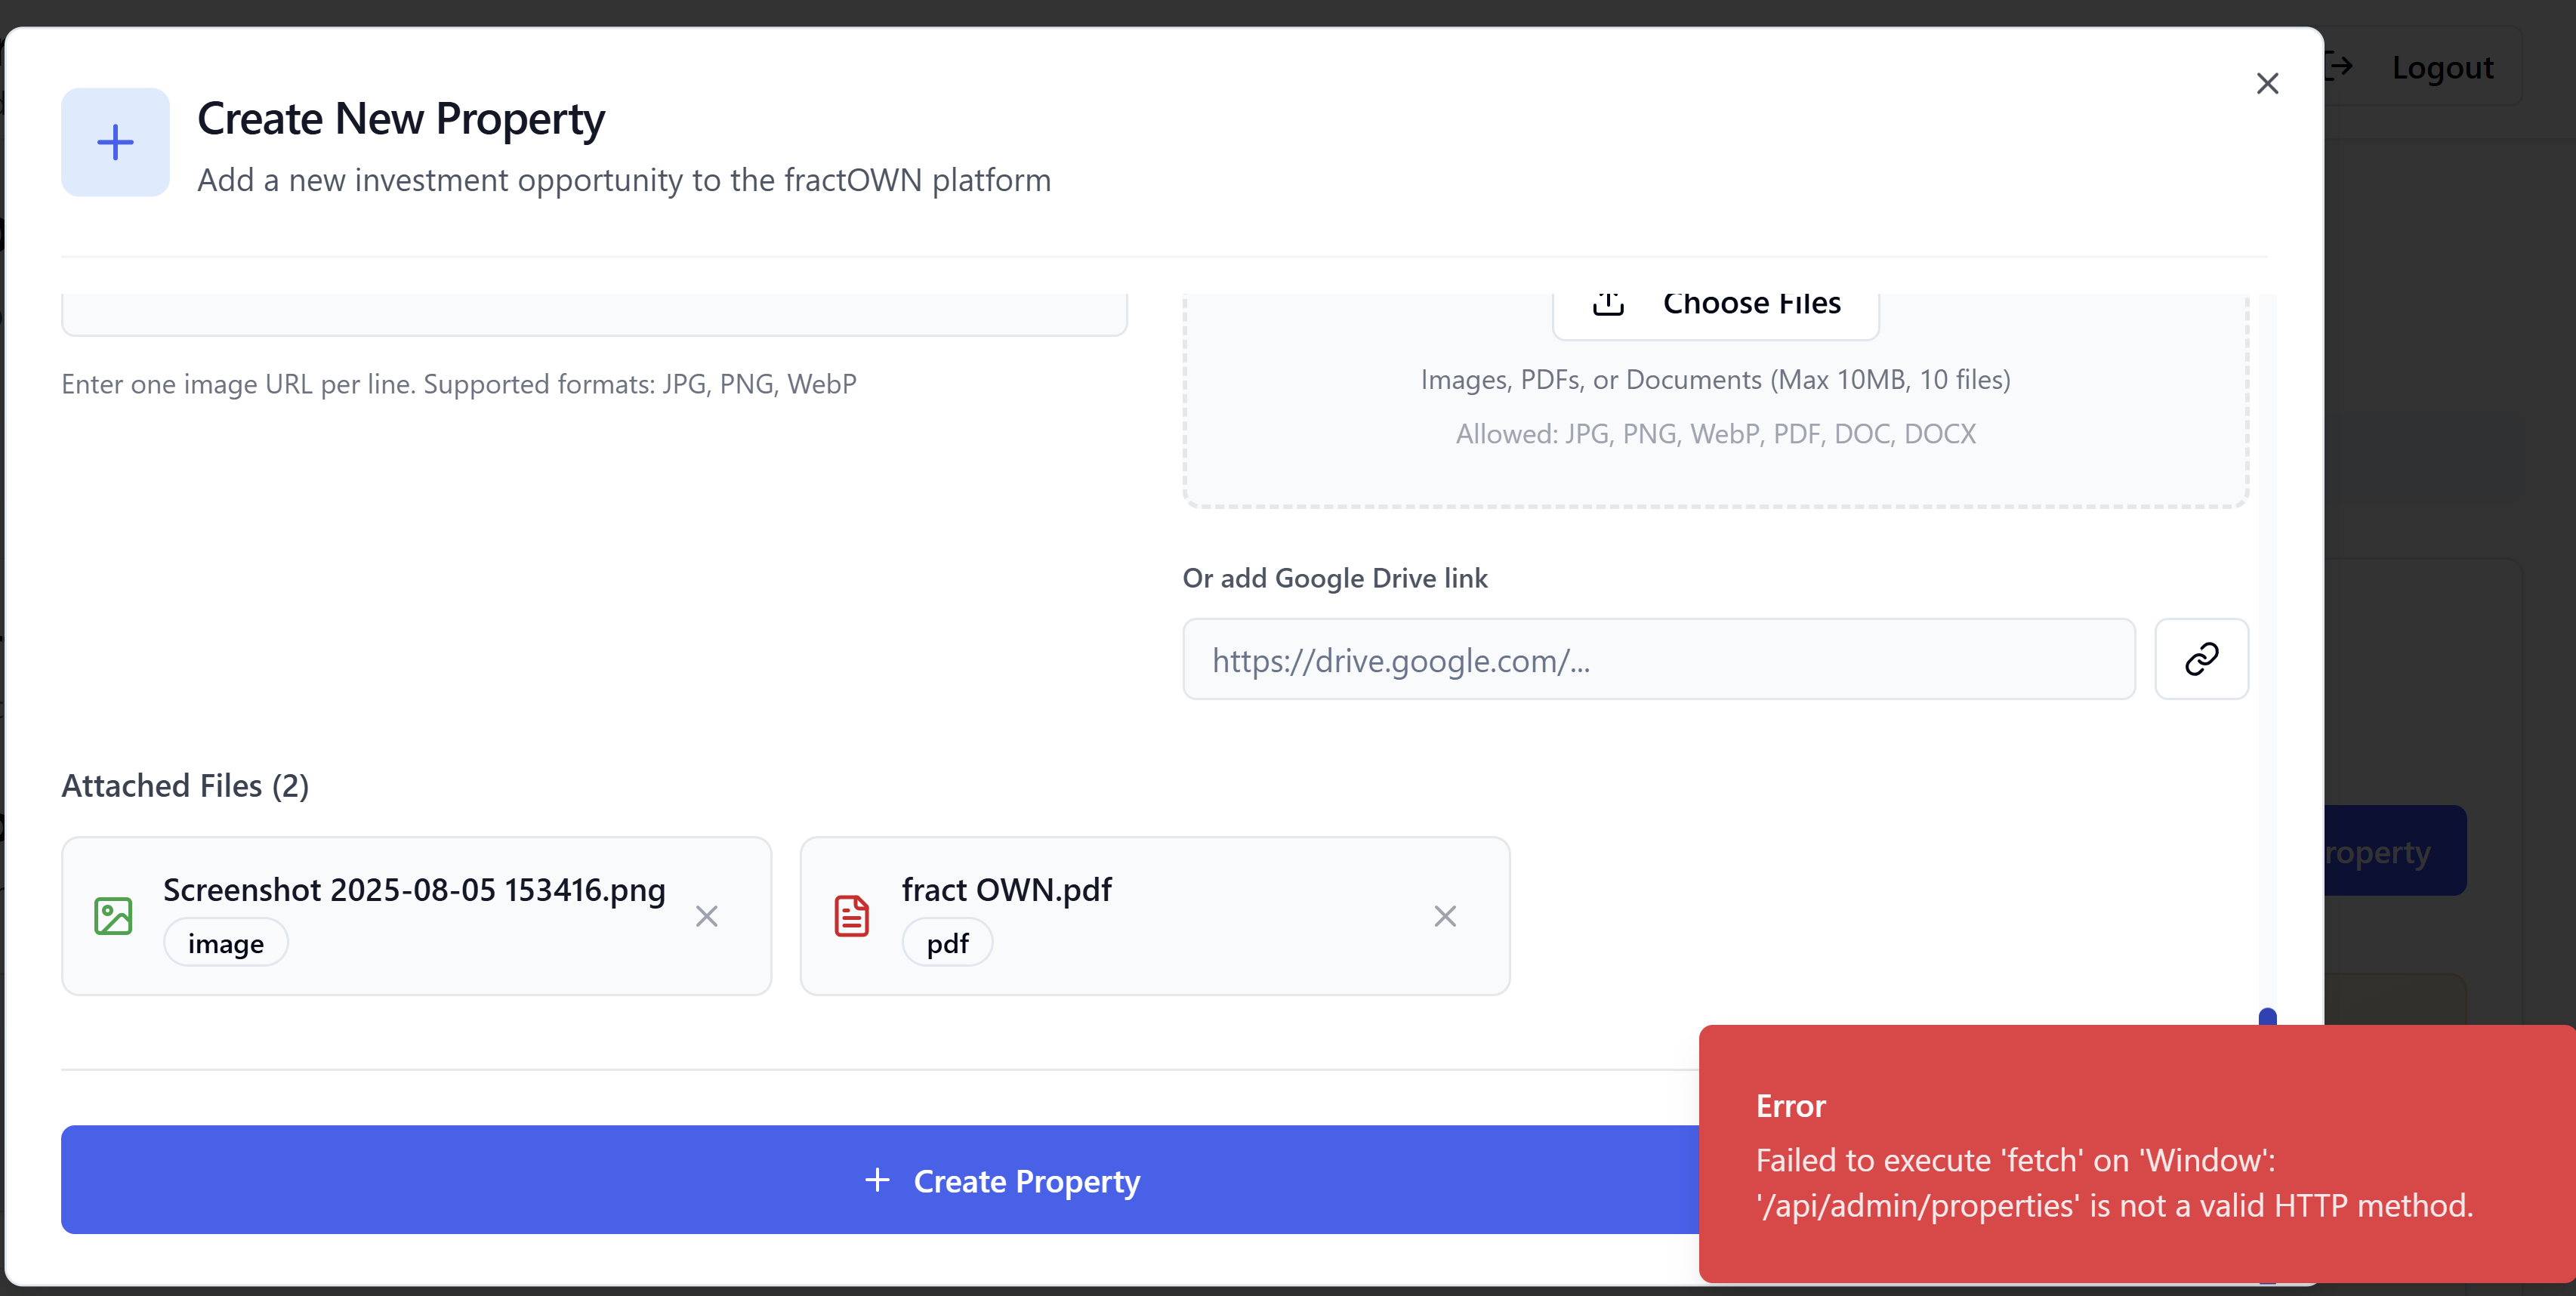 Logout
Create New Property
Add a new investment opportunity to the fractOWN platform
Choose Files
Enter one image URL per line. Supported formats: JPG, PNG, WebP
Images, PDFs, or Documents (Max 10MB, 10 files)
Allowed: JPG, PNG, WebP, PDF, DOC, DOCX
Or add Google Drive link
https://drive.google.com/...
Attached Files (2)
Screenshot 2025-08-05 153416.png
image
fract OWN.pdf
pdf
roperty
Create Property
Error
Failed to execute 'fetch' on 'Window':
'/api/admin/properties' is not a valid HTTP method.